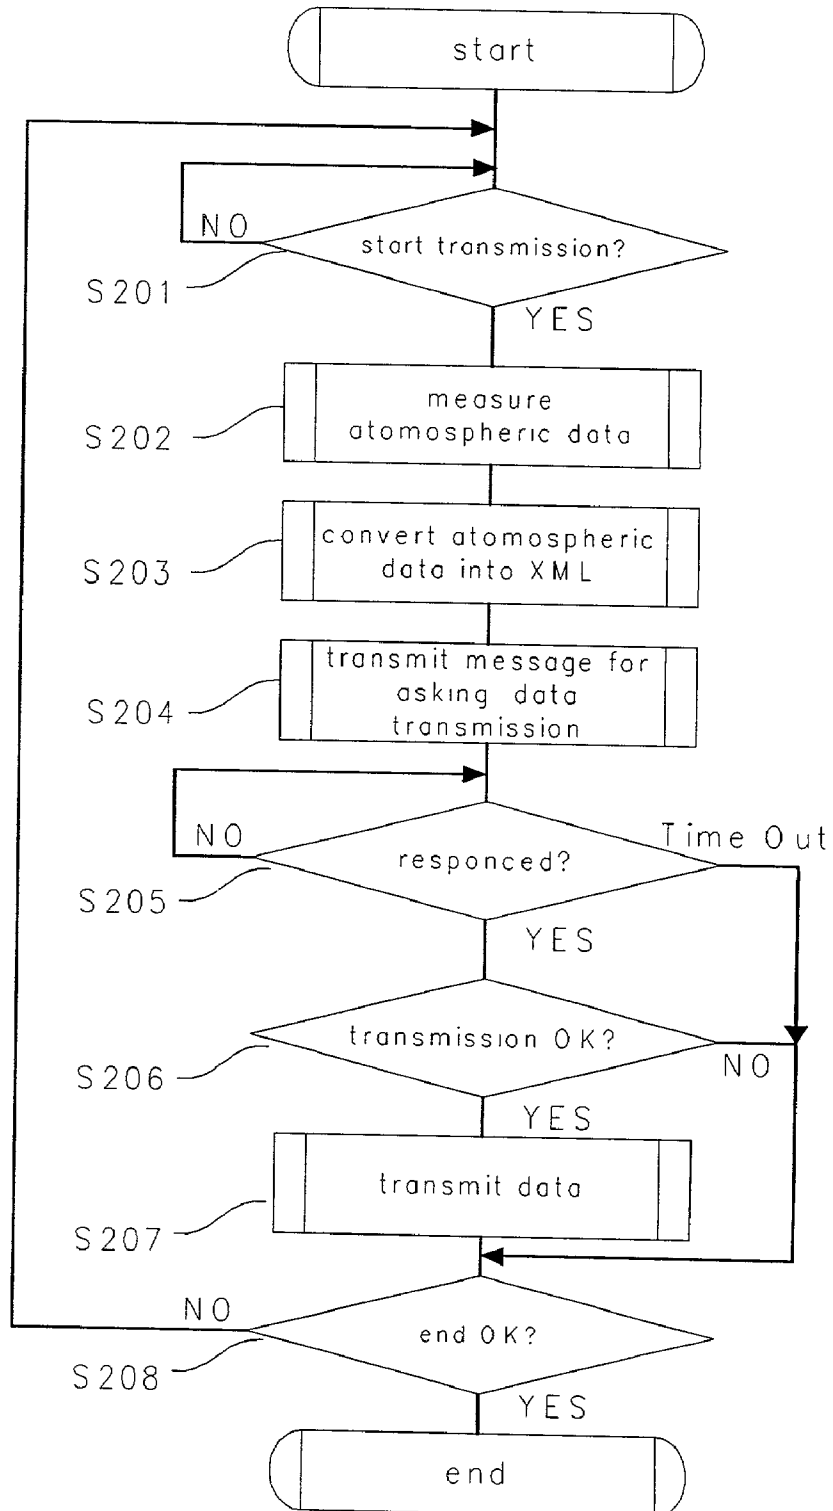 start
NO
start transmission?
S201
YES
measure
atomospheric data
S202
convert atomospheric
data into XML
S203
transmit message for
asking data
transmission
S204
NO
Time Out
responced?
S205
YES
transmission OK?
NO
S206
YES
transmit data
S207
NO
end OK?
S208
YES
end